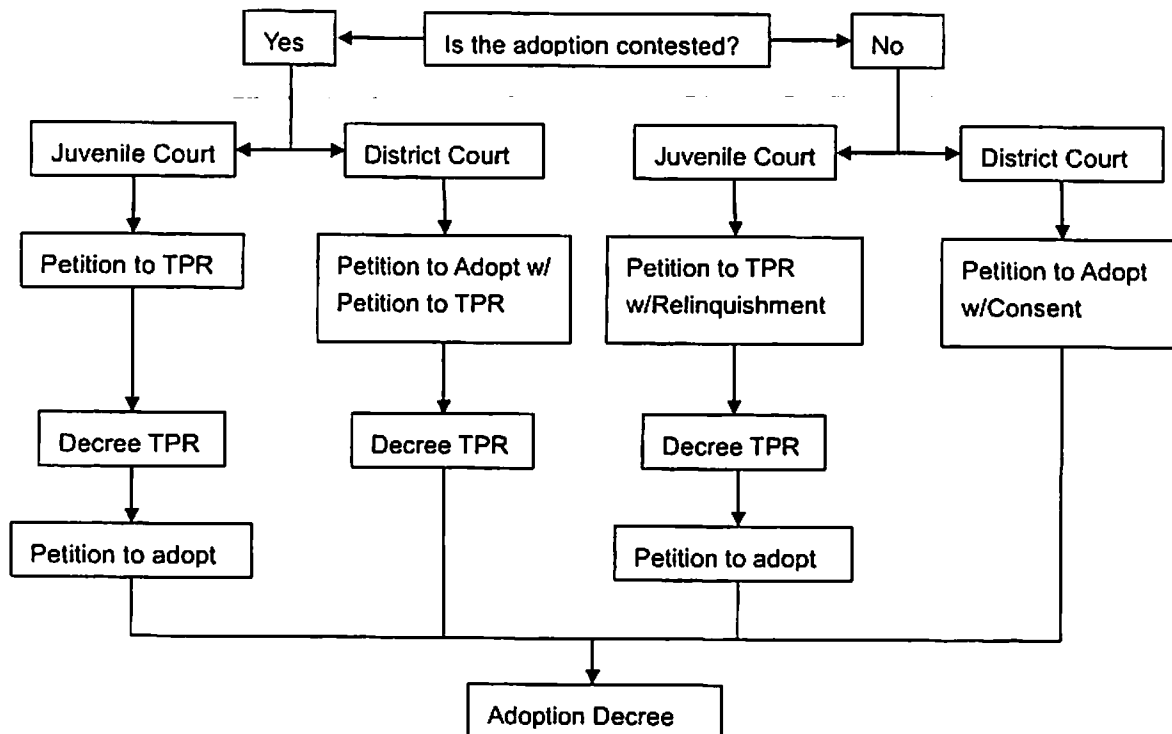 Yes
Is the adoption contested?
No
Juvenile Court
District Court
Juvenile Court
District Court
Petition to TPR
Petition to Adopt w/
Petition to TPR
Petition to TPR
w/Relinquishment
Petition to Adopt
w/Consent
Decree TPR
Decree TPR
Decree TPR
Petition to adopt
Petition to adopt
Adoption Decree